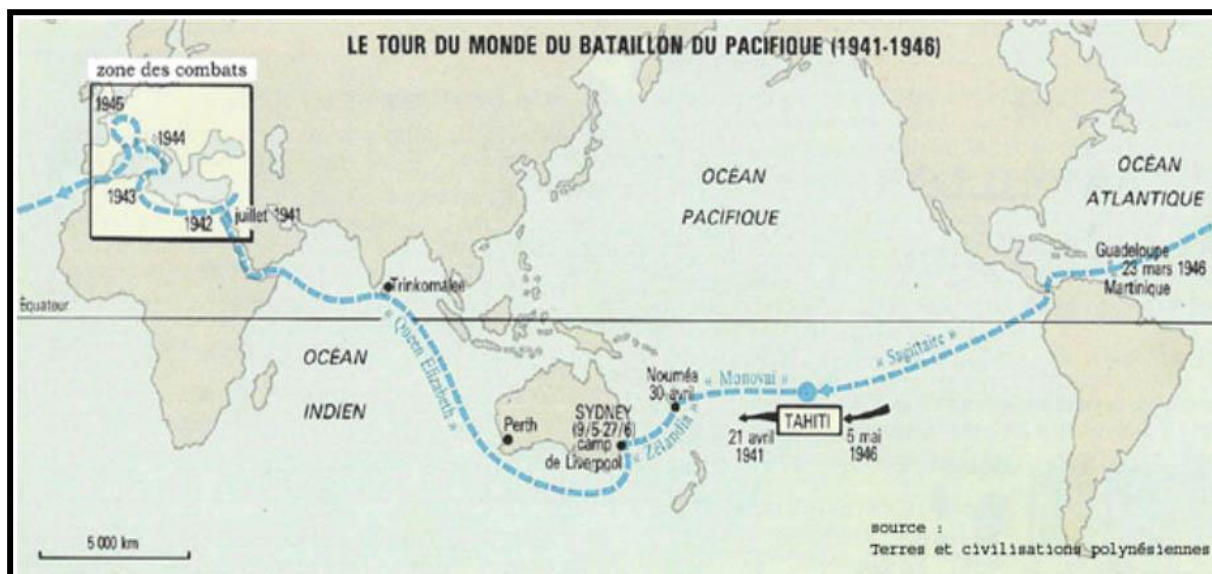 LE TOUR DU MONDE DU BATAILLON DU PACIFIQUE (1941-1946)
zone des combats
1945
1944
1943
1942
juillet 1941
OCÉAN
PACIFIQUE
OCÉAN
ATLANTIQUE
Guadeloupe
23 mars 1946
Martinique
Trinkomalee
Équateur
« Queen Elizabeth »
OCÉAN
INDIEN
Perth
SYDNEY
(9/5-27/6)
camp
de Liverpool
« Zélandia »
Nouméa
30 avril
« Monovai »
« Sagittaire »
TAHITI
21 avril
1941
5 mai
1946
5 000 km
source :
Terres et civilisations polynésiennes